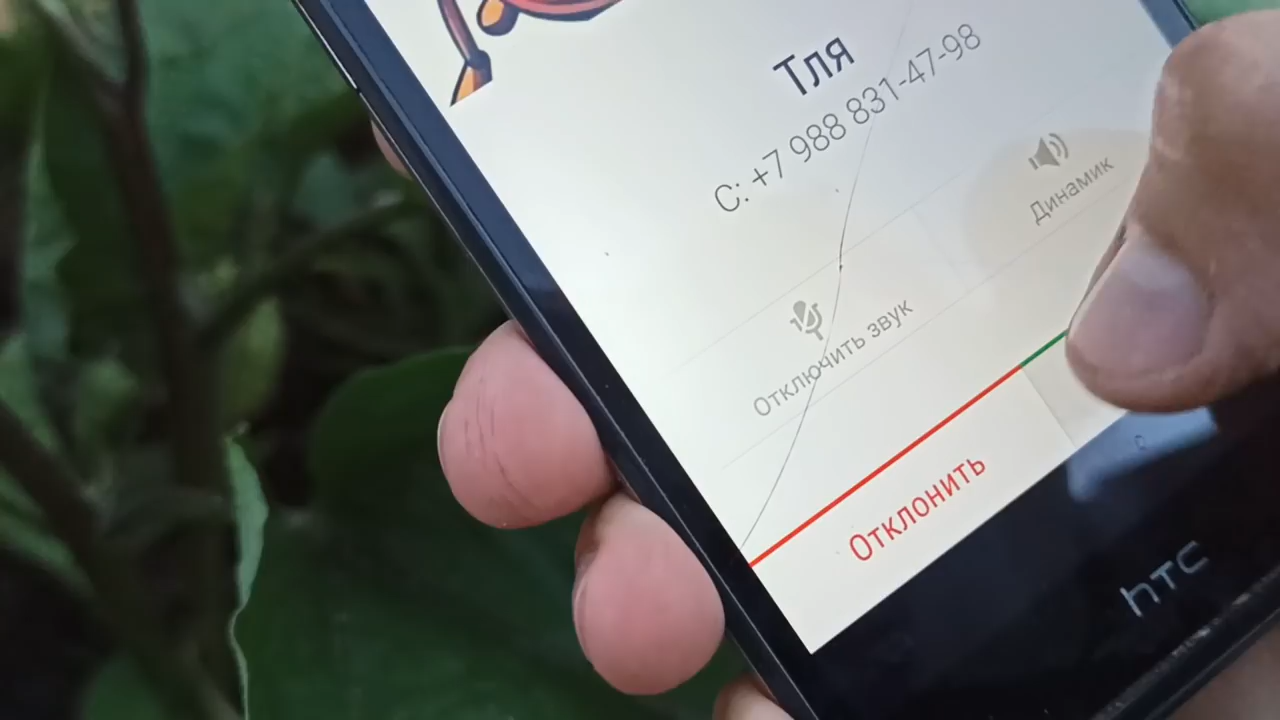 Тля
С: +7 988 831-47-98
Динамик
Отключить звук
Отклонить
hTC